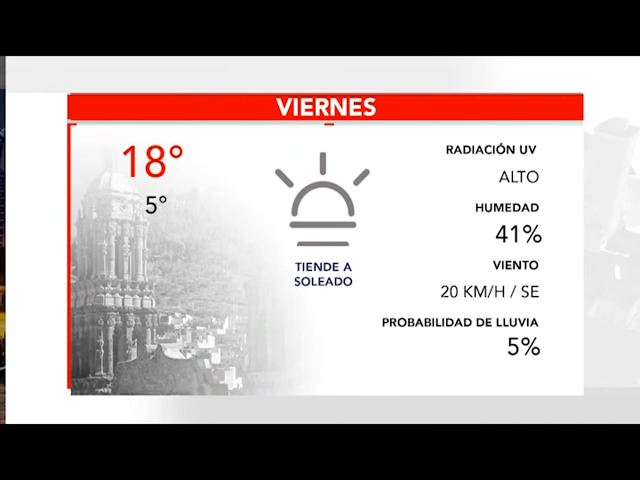 VIERNES
18°
5°
TIENDE A
SOLEADO
RADIACIÓN UV
ALTO
HUMEDAD
41%
VIENTO
20 KM/H / SE
PROBABILIDAD DE LLUVIA
5%